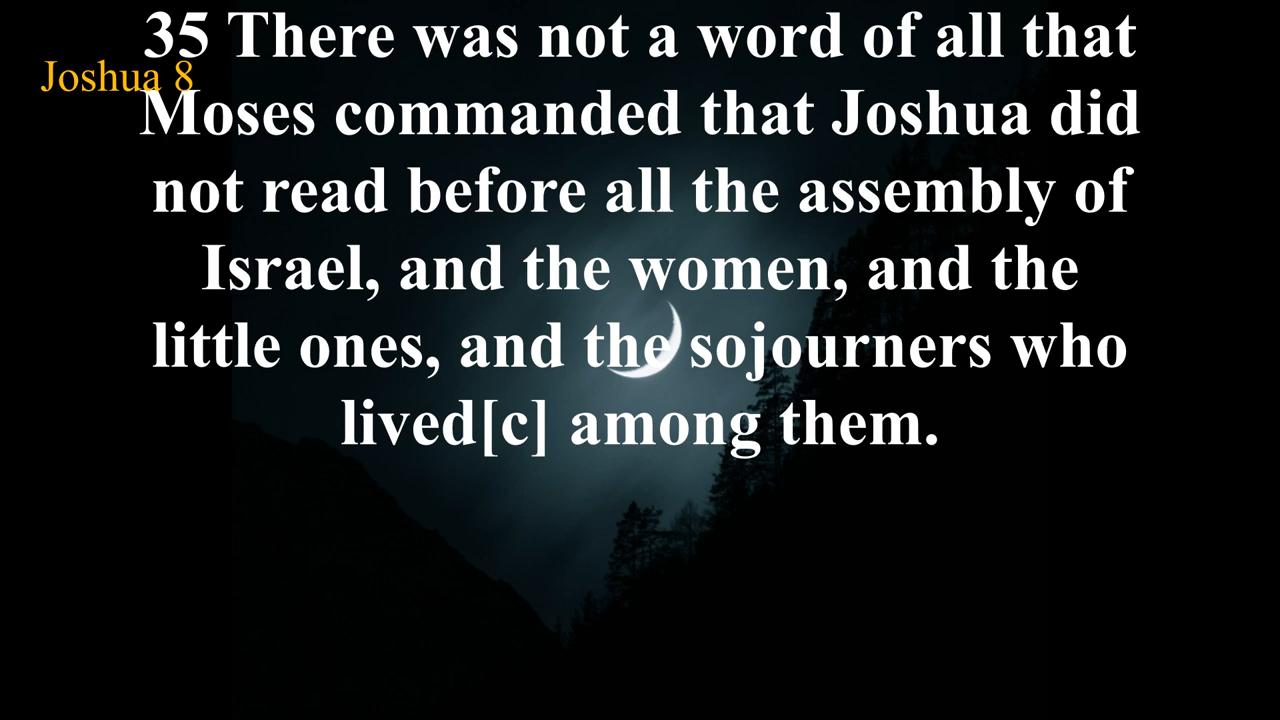 35 There was not a word of all that
Joshua 8
Moses commanded that Joshua did
not read before all the assembly of
Israel, and the women, and the
little ones, and the sojourners who
lived[c] among them.